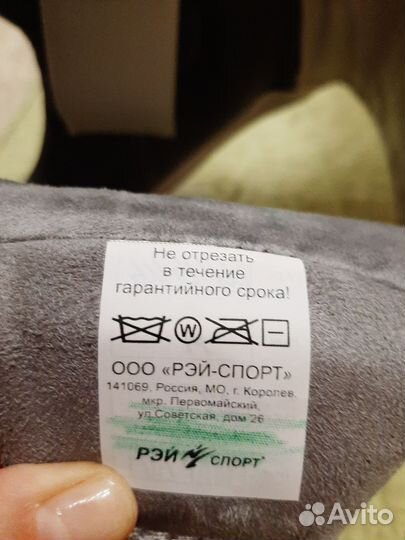 Не отрезать
в течение
гарантийного срока!
W
ООО «РЭЙ-СПОРТ»
141069, Россия, МО, г. Королев,
мкр. Первомайский,
ул.Советская, дом 26
РЭЙ СПОРТ
Avito